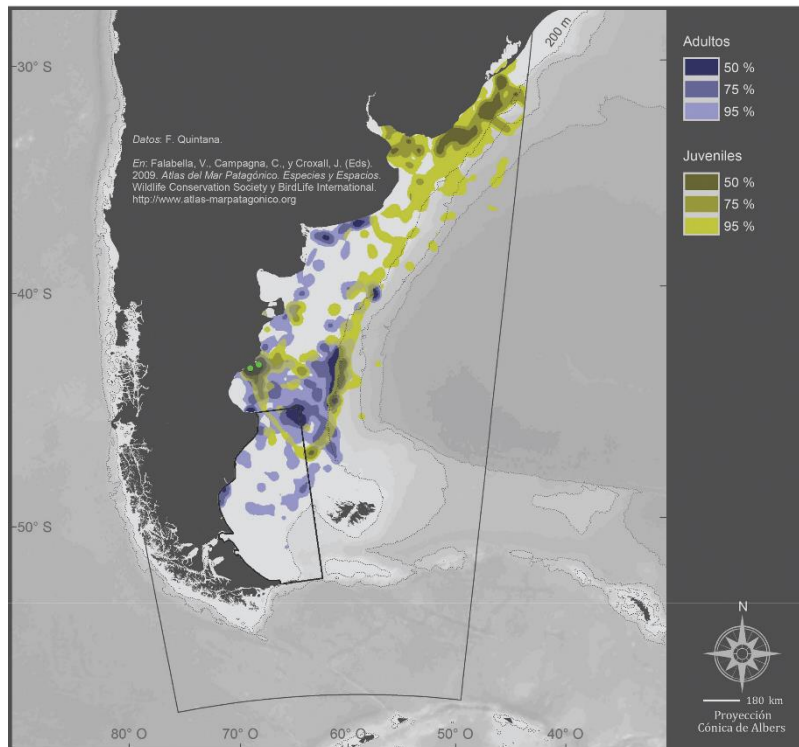 30° S
40° S
50° S
80° O
70° O
60° O
50° O
40° O
200 m
Datos: F. Quintana.
En: Falabella, V., Campagna, C., y Croxall, J. (Eds).
2009. Atlas del Mar Patagónico. Especies y Espacios.
Wildlife Conservation Society y BirdLife International.
http://www.atlas-marpatagonico.org
Adultos
50 %
75 %
95 %
Juveniles
50 %
75 %
95 %
N
180 km
Proyección
Cónica de Albers